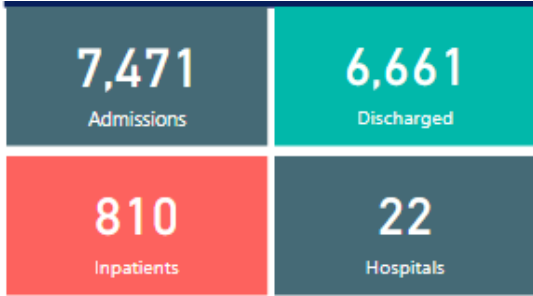 7,471
Admissions
6,661
Discharged
810
Inpatients
22
Hospitals